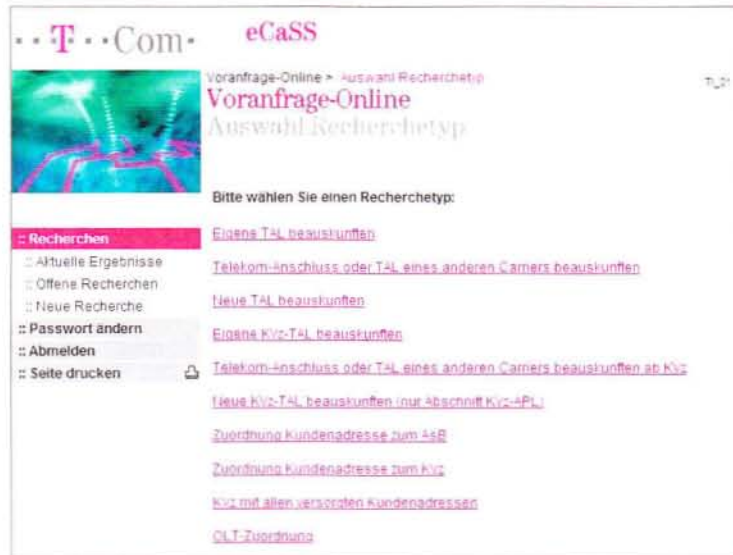 ··T··Com·
eCaSS
Voranfrage-Online > Auswahl Recherchetyp
Voranfrage-Online
Auswahl Recherchetyp
Bitte wählen Sie einen Recherchetyp:
:: Recherchen
:: Aktuelle Ergebnisse
:: Offene Recherchen
:: Neue Recherche
:: Passwort ändern
:: Abmelden
:: Seite drucken
Eigene TAL beauskunften
Telekom-Anschluss oder TAL eines anderen Carriers beauskunften
Neue TAL beauskunften
Eigene KVz-TAL beauskunften
Telekom-Anschluss oder TAL eines anderen Carriers beauskunften ab KVz
Neue KVz-TAL beauskunften (nur Abschnitt KVz-APL)
Zuordnung Kundenadresse zum AsB
Zuordnung Kundenadresse zum KVz
KVz mit allen versorgten Kundenadressen
OLT-Zuordnung